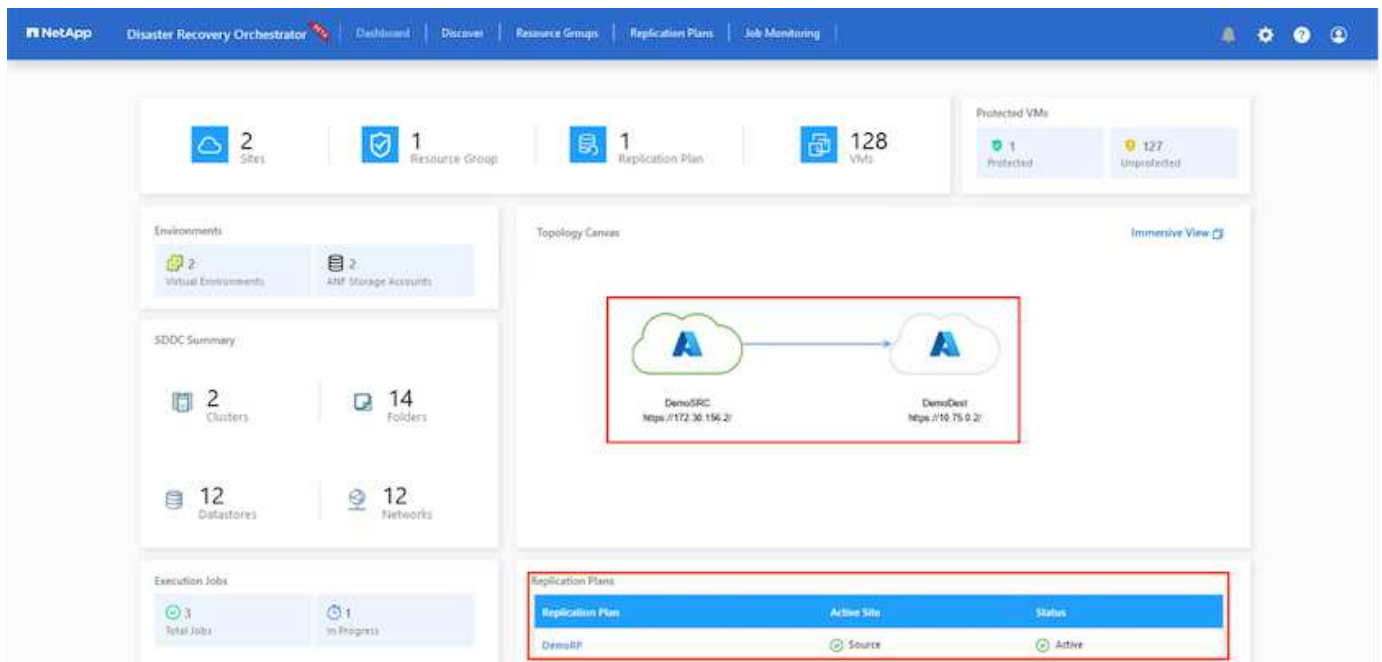 NetApp Disaster Recovery Orchestrator Dashboard Discover Resource Groups Replication Plans Job Monitoring
2
Sites
1
Resource Group
1
Replication Plan
128
VMs
Protected VMs
1
Protected
127
Unprotected
Environments
2
Virtual Environments
2
ANF Storage Accounts
Topology Canvas
Immersive View
DemoSRC
https://172.30.156.2/
DemoDest
https://10.75.0.2/
SDDC Summary
2
Clusters
14
Folders
12
Datastores
12
Networks
Execution Jobs
3
Total Jobs
1
In Progress
Replication Plans
Replication Plan Active Site Status
DemoRP Source Active